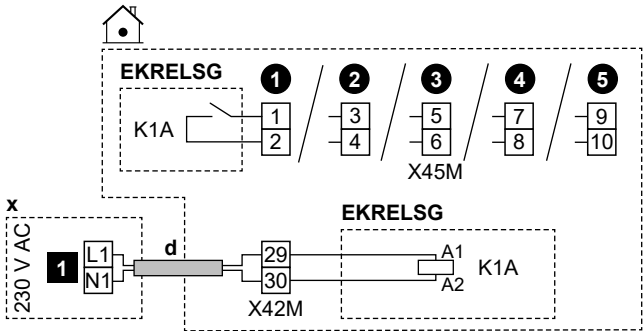 EKRELSG 1 2 3 4 5
K1A 1 3 5 7 9
2 4 6 8 10
X45M
x EKRELSG
230 V AC 1 L1 d 29 A1 K1A
N1 30 A2
X42M